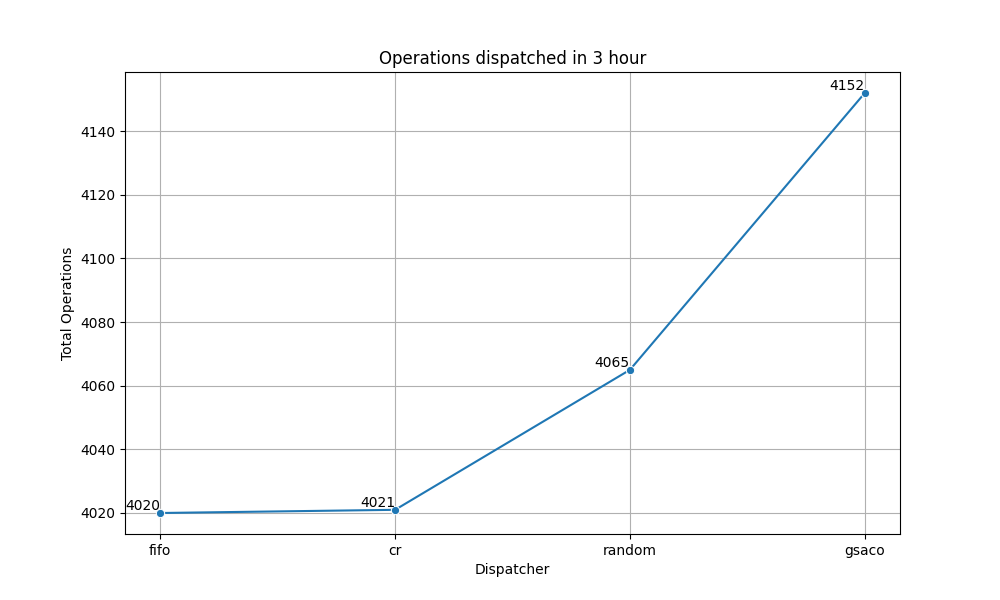 Operations dispatched in 3 hour
4152
4140
4120
4100
4080
4065
4060
4040
4020
4021
4020
fifo cr random gsaco
Dispatcher
Total Operations